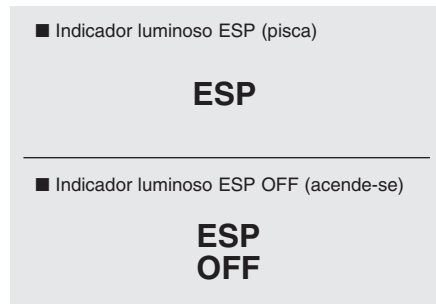 ■ Indicador luminoso ESP (pisca)
ESP
■ Indicador luminoso ESP OFF (acende-se)
ESP
OFF